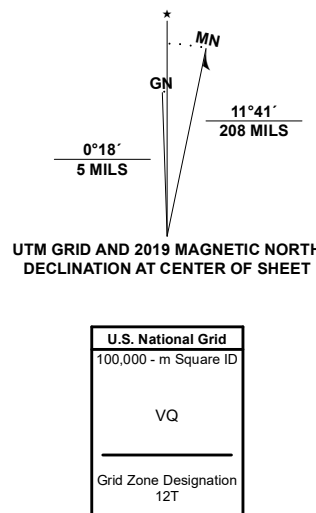 ★
MN
GN
11°41´
208 MILS
0°18´
5 MILS
UTM GRID AND 2019 MAGNETIC NORTH
DECLINATION AT CENTER OF SHEET
U.S. National Grid
100,000 - m Square ID
VQ
Grid Zone Designation
12T